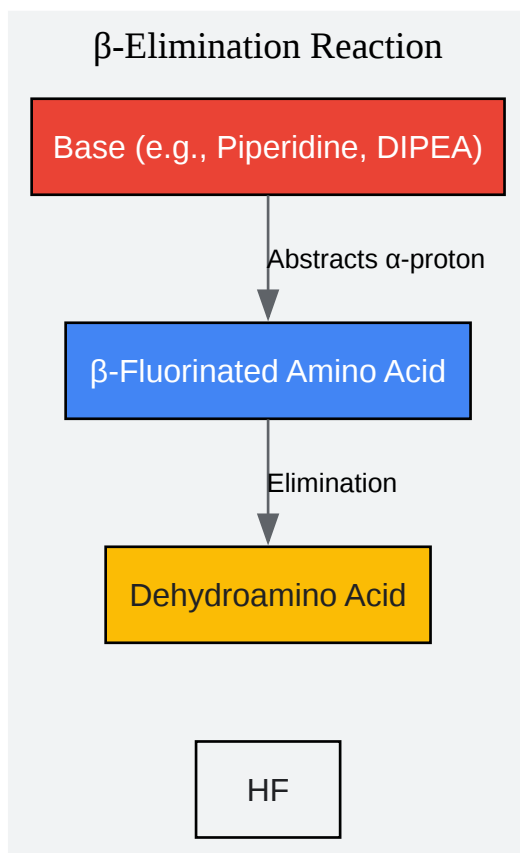 β-Elimination Reaction
Base (e.g., Piperidine, DIPEA)
Abstracts α-proton
β-Fluorinated Amino Acid
Elimination
Dehydroamino Acid
HF